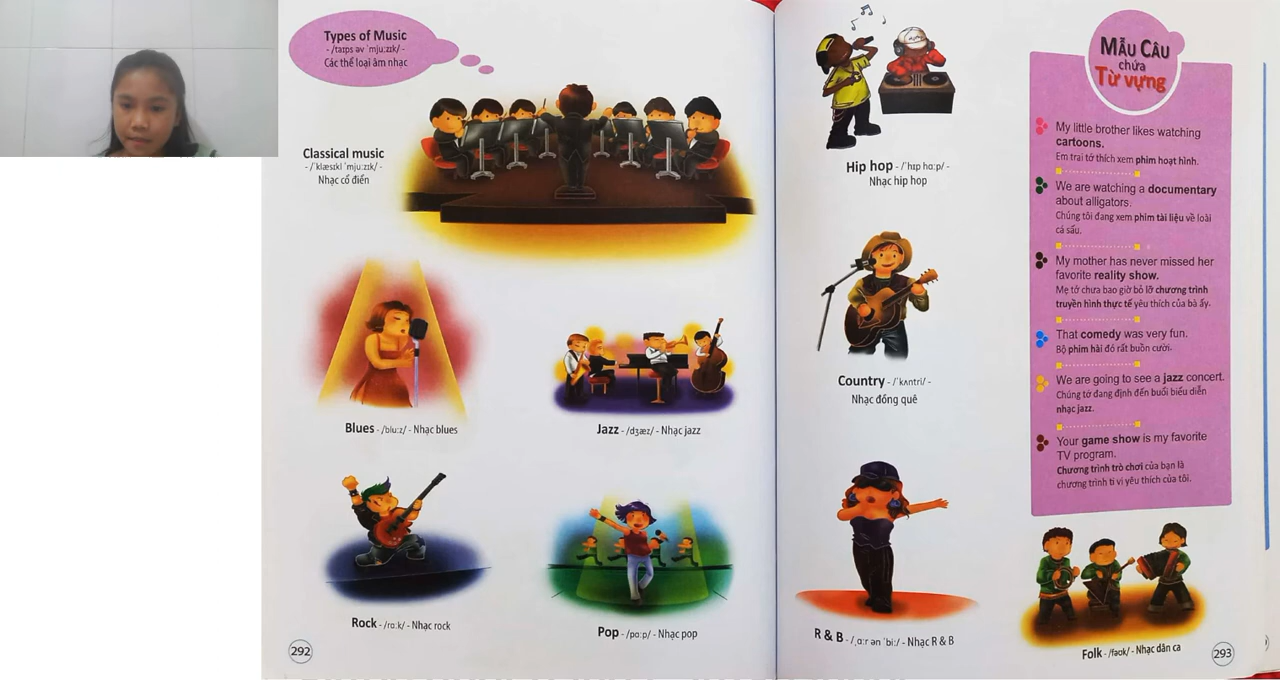 Types of Music
- /taɪps əv ˈmjuːzɪk/ -
Các thể loại âm nhạc
Classical music
- /ˈklæsɪkl ˈmjuːzɪk/ -
Nhạc cổ điển
Blues - /bluːz/ - Nhạc blues
Jazz - /dʒæz/ - Nhạc jazz
Rock - /rɑːk/ - Nhạc rock
Pop - /pɑːp/ - Nhạc pop
292
Hip hop - /ˈhɪp hɑːp/ -
Nhạc hip hop
Country - /ˈkʌntri/ -
Nhạc đồng quê
R & B - /ˌɑːr ən ˈbiː/ - Nhạc R & B
MẪU CÂU
chứa
Từ vựng
My little brother likes watching
cartoons.
Em trai tớ thích xem phim hoạt hình.
We are watching a documentary
about alligators.
Chúng tôi đang xem phim tài liệu về loài
cá sấu.
My mother has never missed her
favorite reality show.
Mẹ tớ chưa bao giờ bỏ lỡ chương trình
truyền hình thực tế yêu thích của bà ấy.
That comedy was very fun.
Bộ phim hài đó rất buồn cười.
We are going to see a jazz concert.
Chúng tớ đang định đến buổi biểu diễn
nhạc jazz.
Your game show is my favorite
TV program.
Chương trình trò chơi của bạn là
chương trình ti vi yêu thích của tôi.
Folk - /faʊk/ - Nhạc dân ca
293